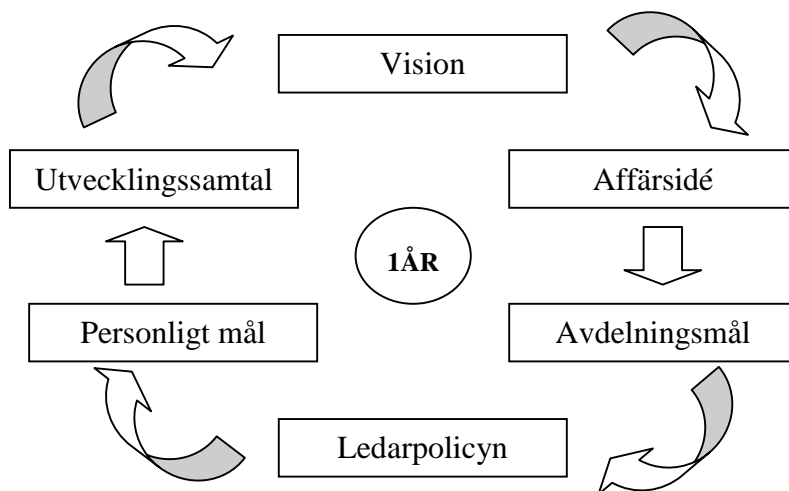 Vision
Utvecklingssamtal
Affärsidé
1ÅR
Personligt mål
Avdelningsmål
Ledarpolicyn